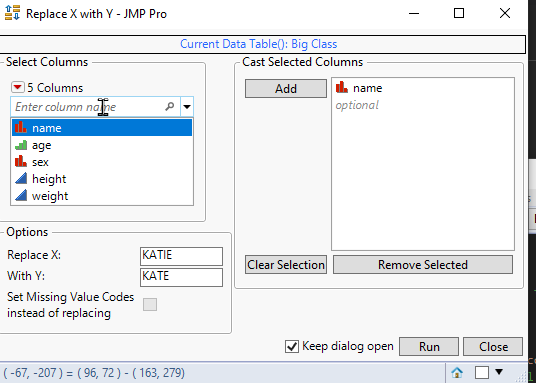 Replace X with Y - JMP Pro
Current Data Table(): Big Class
Select Columns
5 Columns
Enter column name
name
age
sex
height
weight
Cast Selected Columns
Add
name
optional
Clear Selection
Remove Selected
Options
Replace X:
KATIE
With Y:
KATE
Set Missing Value Codes
instead of replacing
Keep dialog open
Run
Close
( -67, -207 ) = ( 96, 72 ) - ( 163, 279)